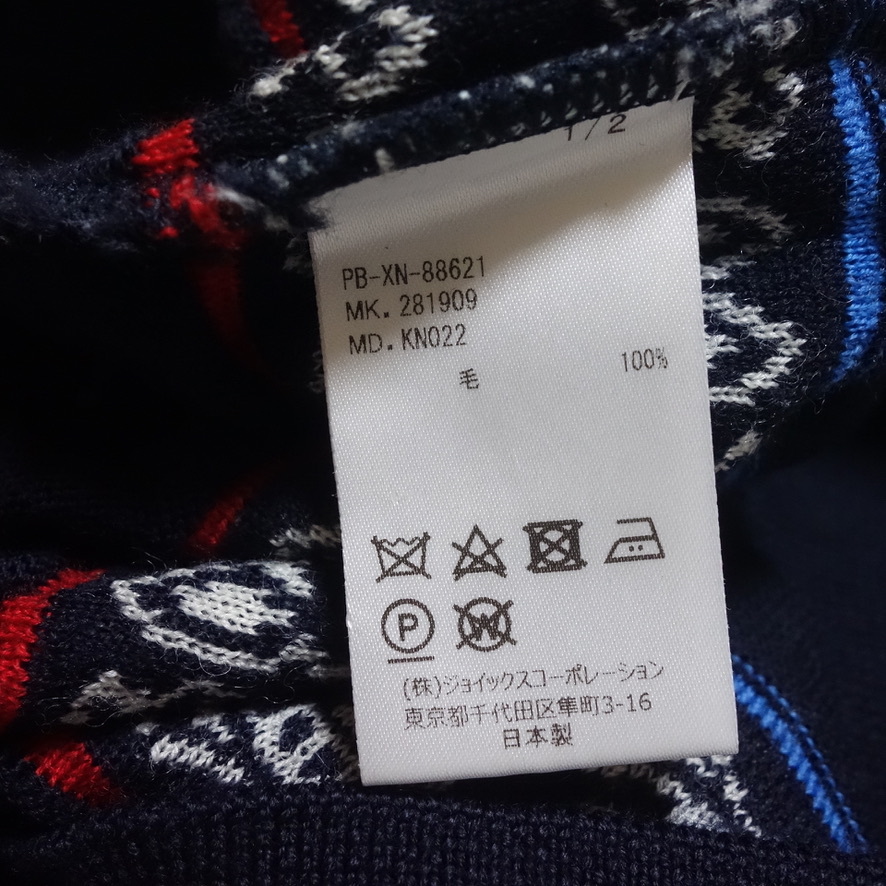 1/2
PB-XN-88621
MK.281909
MD.KN022
毛 100%
P W
(株)ジョイックスコーポレーション
東京都千代田区隼町3-16
日本製